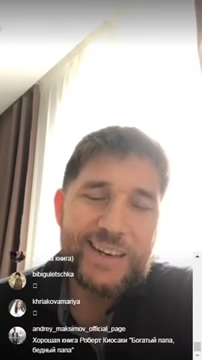 книга)
bibiguletschka
khriakovamariya
andrey_maksimov_official_page
Хорошая книга Роберт Киосаки "Богатый папа,
бедный папа"